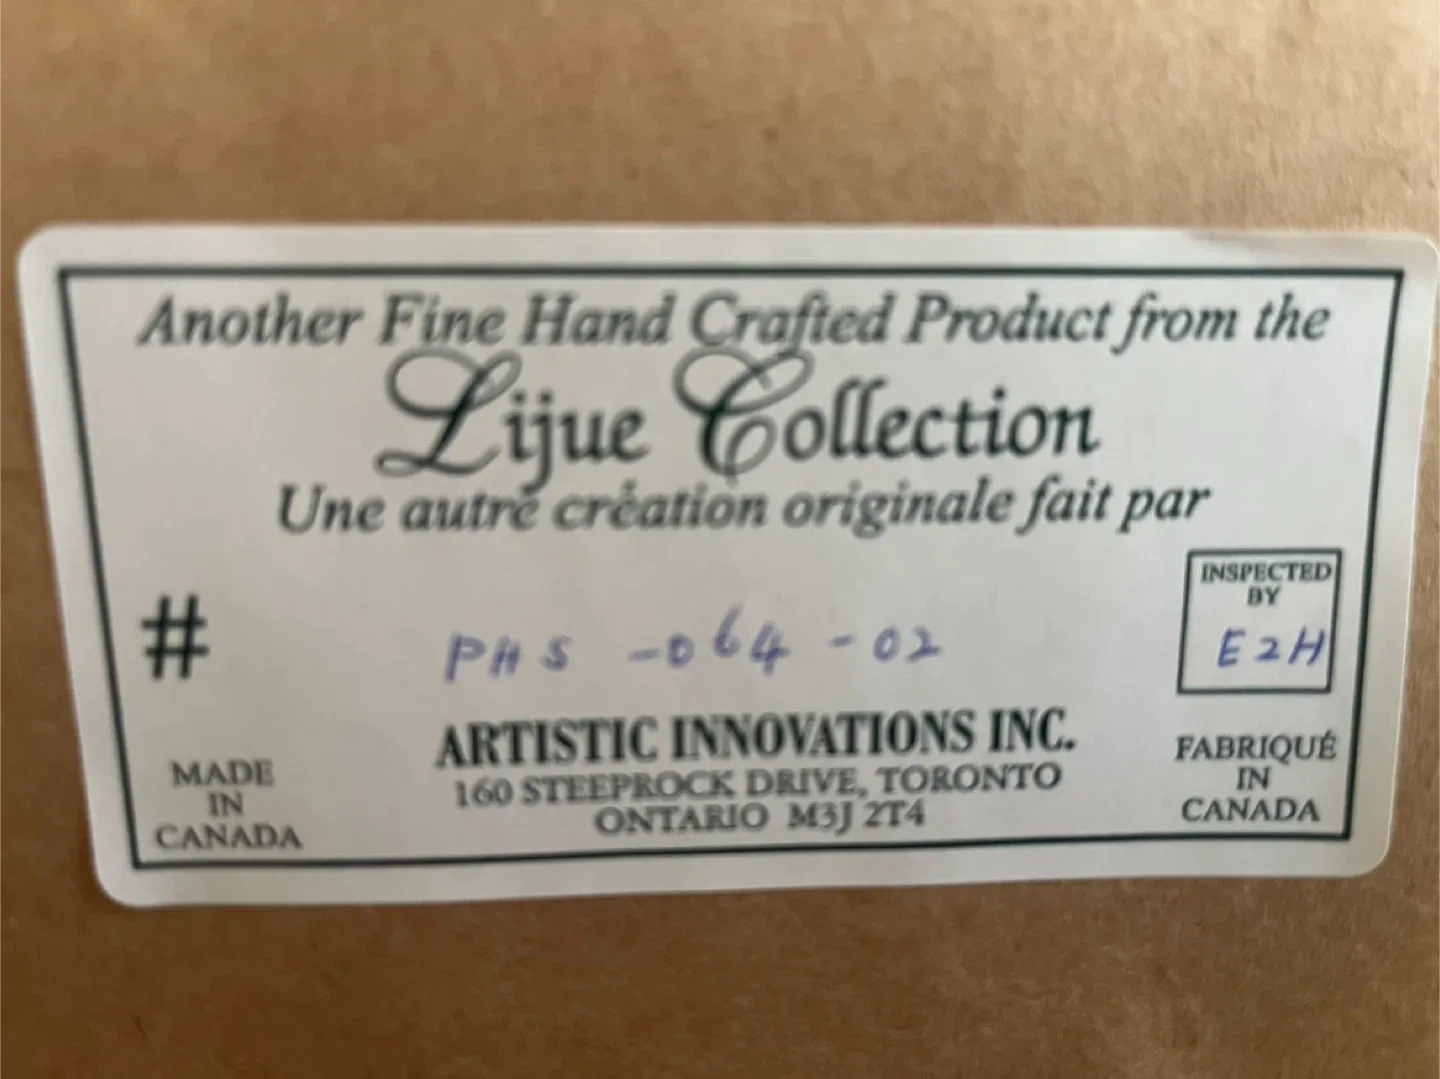 Another Fine Hand Crafted Product from the
Lijue Collection
Une autre création originale fait par
INSPECTED
BY
E2H
# PHS -064 -02
ARTISTIC INNOVATIONS INC.
160 STEEPROCK DRIVE, TORONTO
ONTARIO M3J 2T4
MADE
IN
CANADA
FABRIQUÉ
IN
CANADA